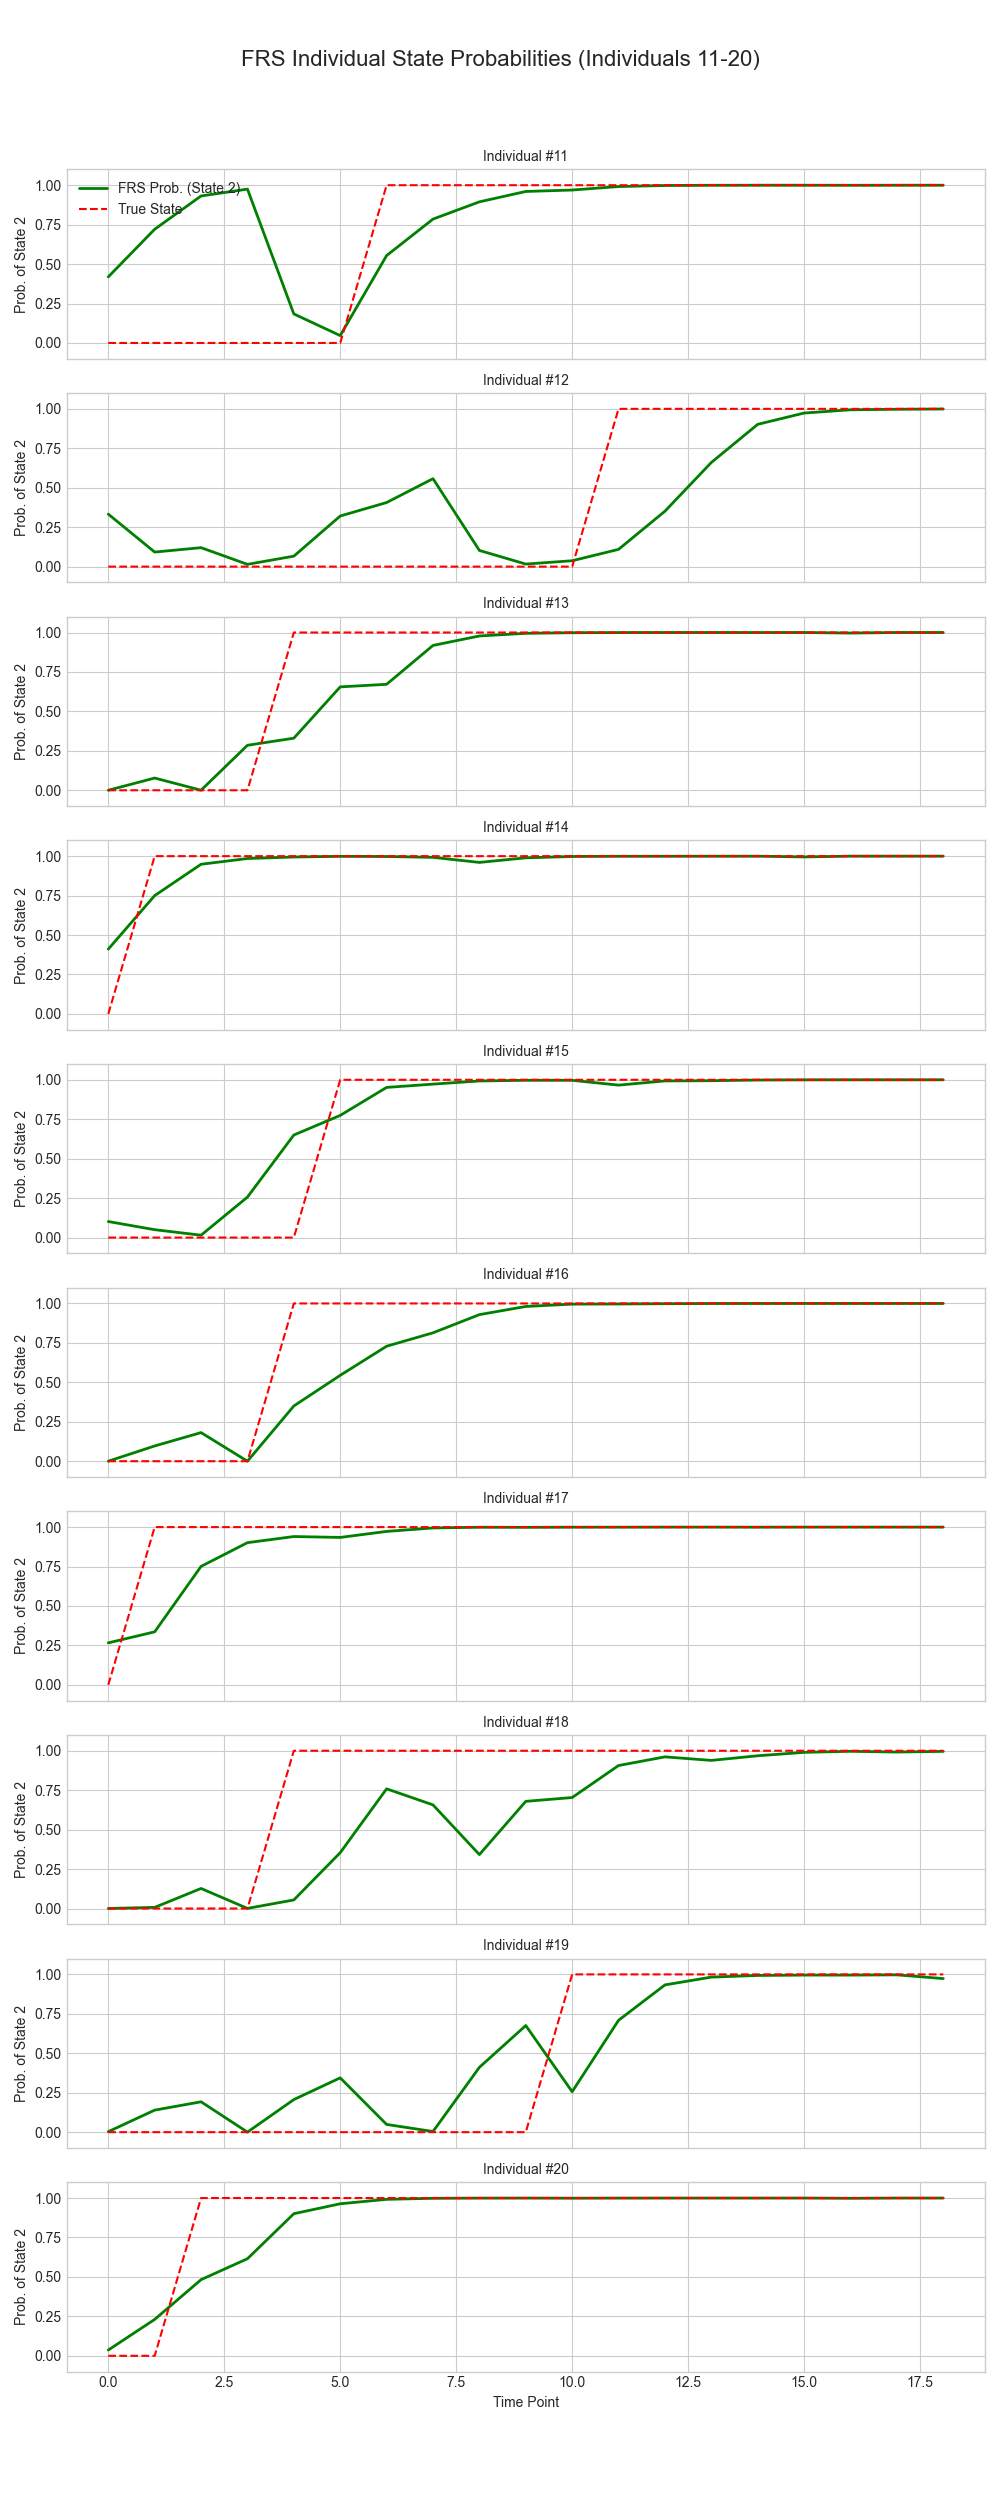 FRS Individual State Probabilities (Individuals 11-20)
Individual #11
FRS Prob. (State 2)
True State
Prob. of State 2
1.00
0.75
0.50
0.25
0.00
Individual #12
Prob. of State 2
1.00
0.75
0.50
0.25
0.00
Individual #13
Prob. of State 2
1.00
0.75
0.50
0.25
0.00
Individual #14
Prob. of State 2
1.00
0.75
0.50
0.25
0.00
Individual #15
Prob. of State 2
1.00
0.75
0.50
0.25
0.00
Individual #16
Prob. of State 2
1.00
0.75
0.50
0.25
0.00
Individual #17
Prob. of State 2
1.00
0.75
0.50
0.25
0.00
Individual #18
Prob. of State 2
1.00
0.75
0.50
0.25
0.00
Individual #19
Prob. of State 2
1.00
0.75
0.50
0.25
0.00
Individual #20
Prob. of State 2
1.00
0.75
0.50
0.25
0.00
0.0 2.5 5.0 7.5 10.0 12.5 15.0 17.5
Time Point